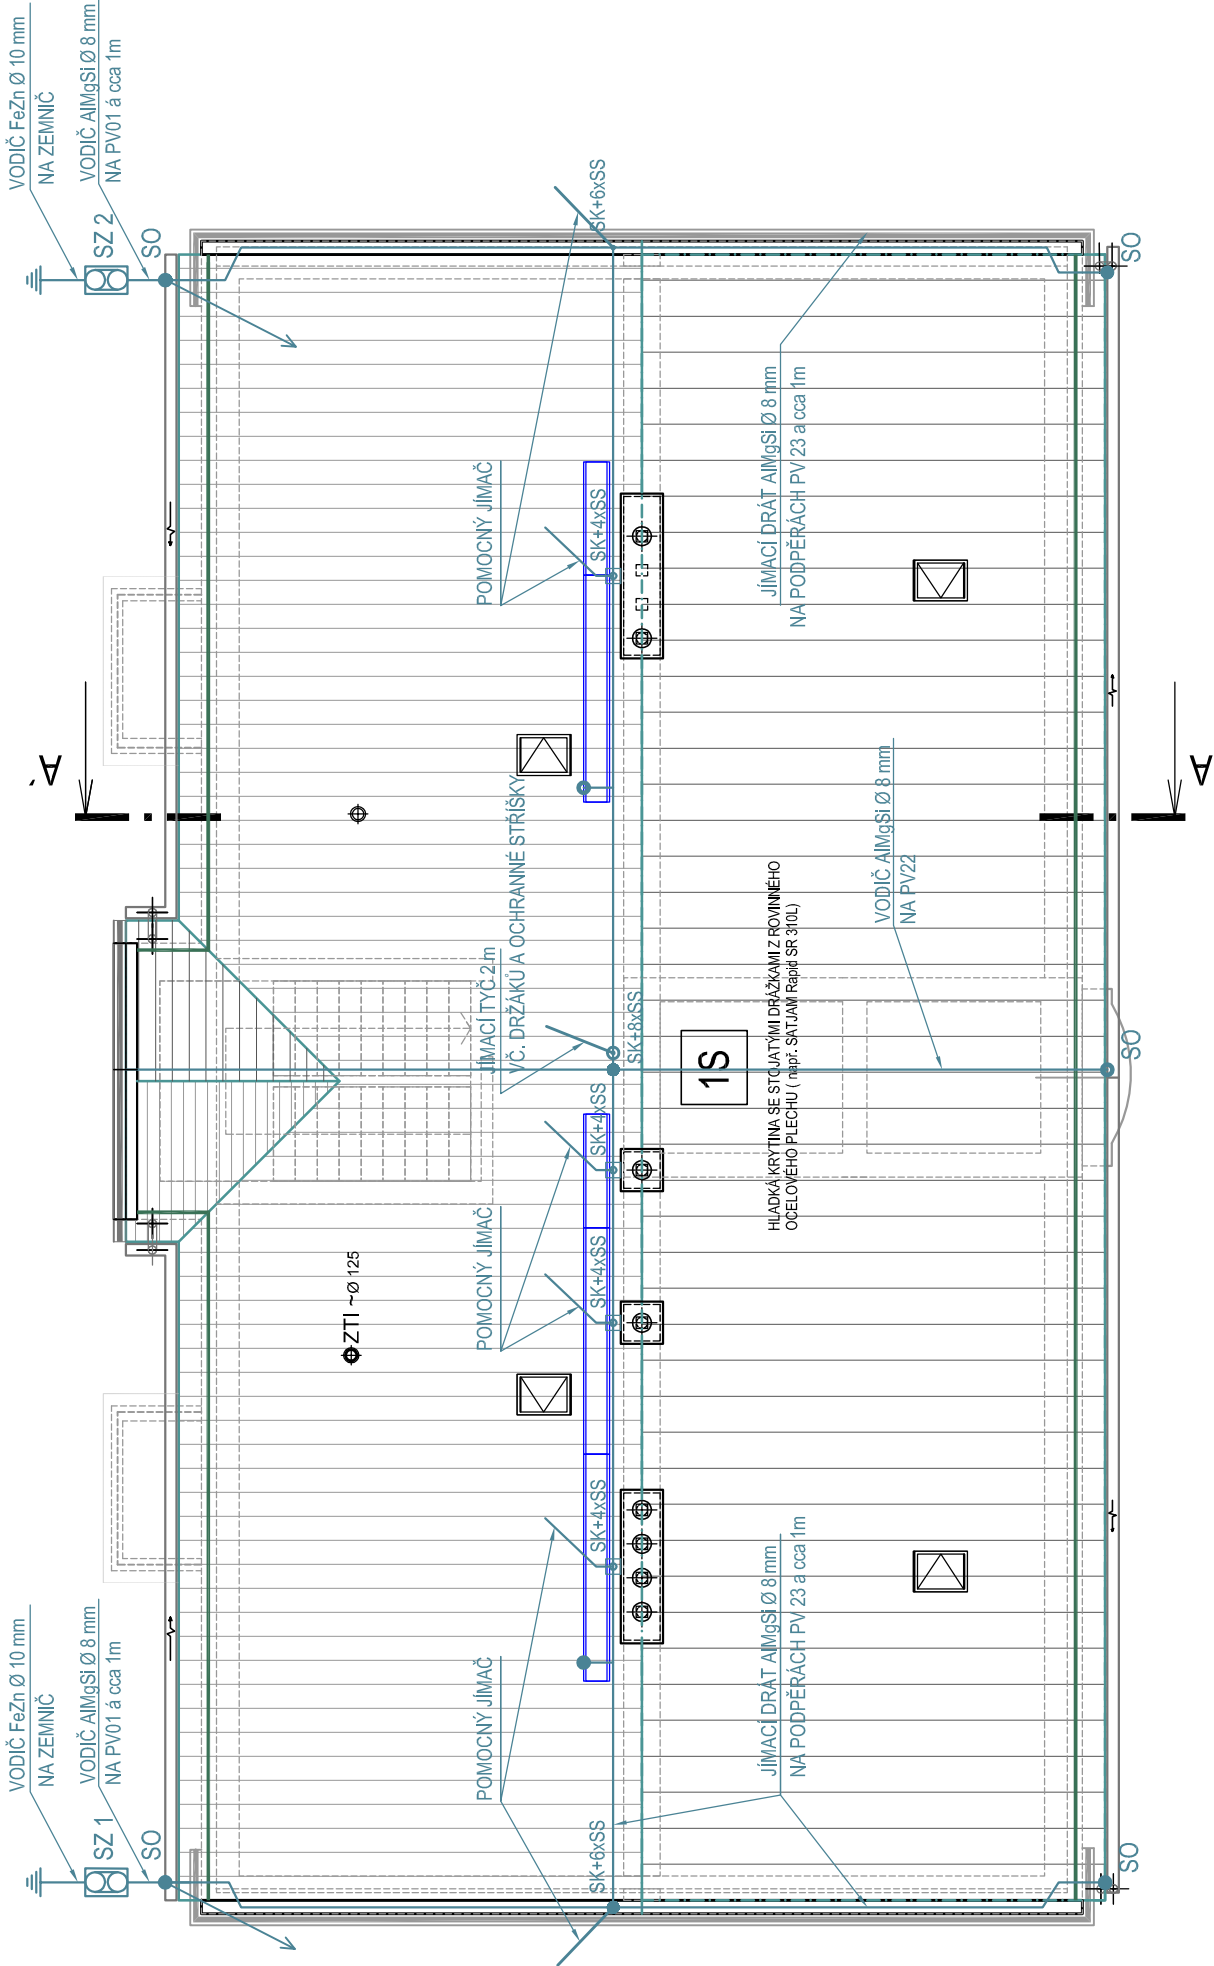 VODIČ FeZn Ø 10 mm
NA ZEMNIČ
VODIČ AlMgSi Ø 8 mm
NA PV01 á cca 1m
SZ 1
SO
VODIČ FeZn Ø 10 mm
NA ZEMNIČ
VODIČ AlMgSi Ø 8 mm
NA PV01 á cca 1m
SZ 2
SO
A´
ZTI ~Ø 125
POMOCNÝ JÍMAČ
POMOCNÝ JÍMAČ
JÍMACÍ TYČ 2 m
VČ. DRŽÁKU A OCHRANNÉ STŘÍŠKY
POMOCNÝ JÍMAČ
SK+6xSS
SK+4xSS
SK+4xSS
SK+4xSS
SK+8xSS
SK+4xSS
SK+6xSS
1S
JÍMACÍ DRÁT AlMgSi Ø 8 mm
NA PODPĚRÁCH PV 23 a cca 1m
HLADKÁ KRYTINA SE STOJATÝMI DRÁŽKAMI Z ROVINNÉHO
OCELOVÉHO PLECHU ( např. SATJAM Rapid SR 310L)
JÍMACÍ DRÁT AlMgSi Ø 8 mm
NA PODPĚRÁCH PV 23 a cca 1m
VODIČ AlMgSi Ø 8 mm
NA PV22
SO
SO
SO
A